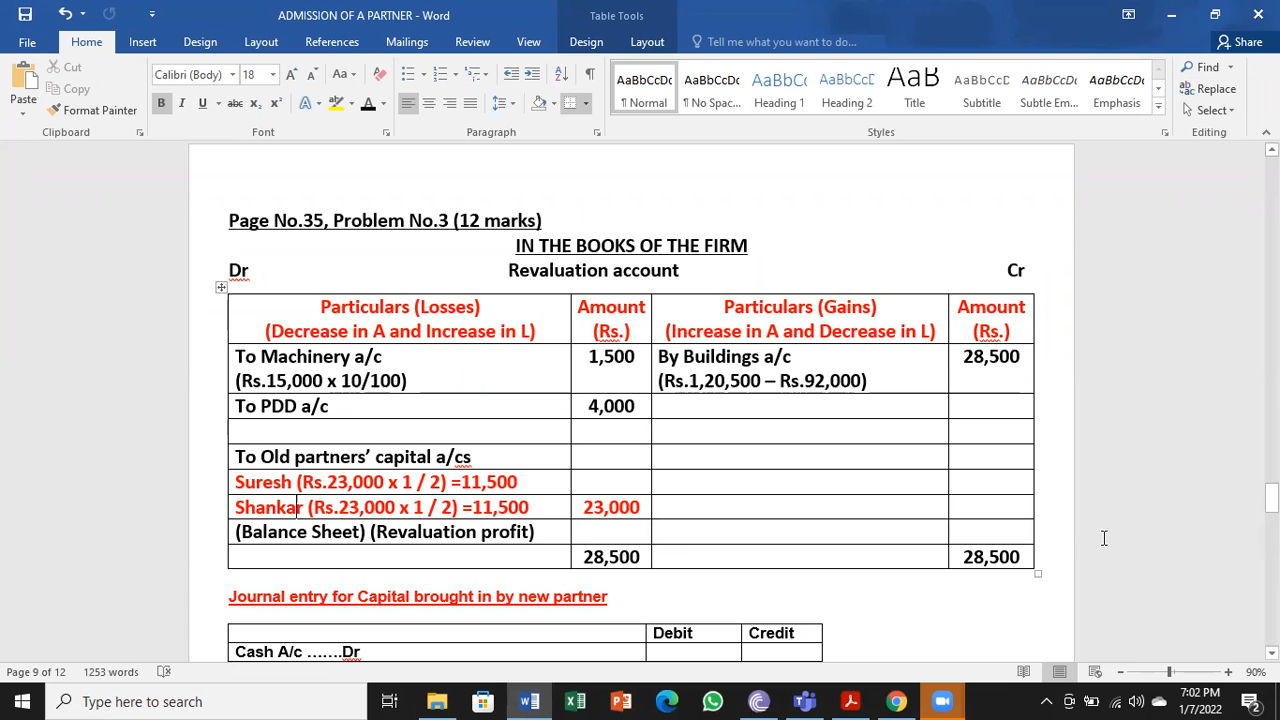 ADMISSION OF A PARTNER - Word
Table Tools
File
Home
Insert
Design
Layout
References
Mailings
Review
View
Design
Layout
Tell me what you want to do...
Share
Paste
Cut
Copy
Format Painter
Clipboard
Calibri (Body)
18
Font
Paragraph
AaBbCcDc
¶ Normal
AaBbCcDc
¶ No Spac...
AaBbCc
Heading 1
AaBbCcD
Heading 2
AaB
Title
AaBbCcD
Subtitle
AaBbCcDc
Subtle Em...
AaBbCcDc
Emphasis
Styles
Find
Replace
Select
Editing
Page No.35, Problem No.3 (12 marks)
IN THE BOOKS OF THE FIRM
Dr Revaluation account Cr
Particulars (Losses) Amount Particulars (Gains) Amount
(Decrease in A and Increase in L) (Rs.) (Increase in A and Decrease in L) (Rs.)
To Machinery a/c 1,500 By Buildings a/c 28,500
(Rs.15,000 x 10/100) (Rs.1,20,500 – Rs.92,000)
To PDD a/c 4,000
To Old partners’ capital a/cs
Suresh (Rs.23,000 x 1 / 2) =11,500
Shankar (Rs.23,000 x 1 / 2) =11,500 23,000
(Balance Sheet) (Revaluation profit)
28,500 28,500
Journal entry for Capital brought in by new partner
Debit Credit
Cash A/c …….Dr
Page 9 of 12 1253 words
90%
Type here to search
7:02 PM
1/7/2022
2